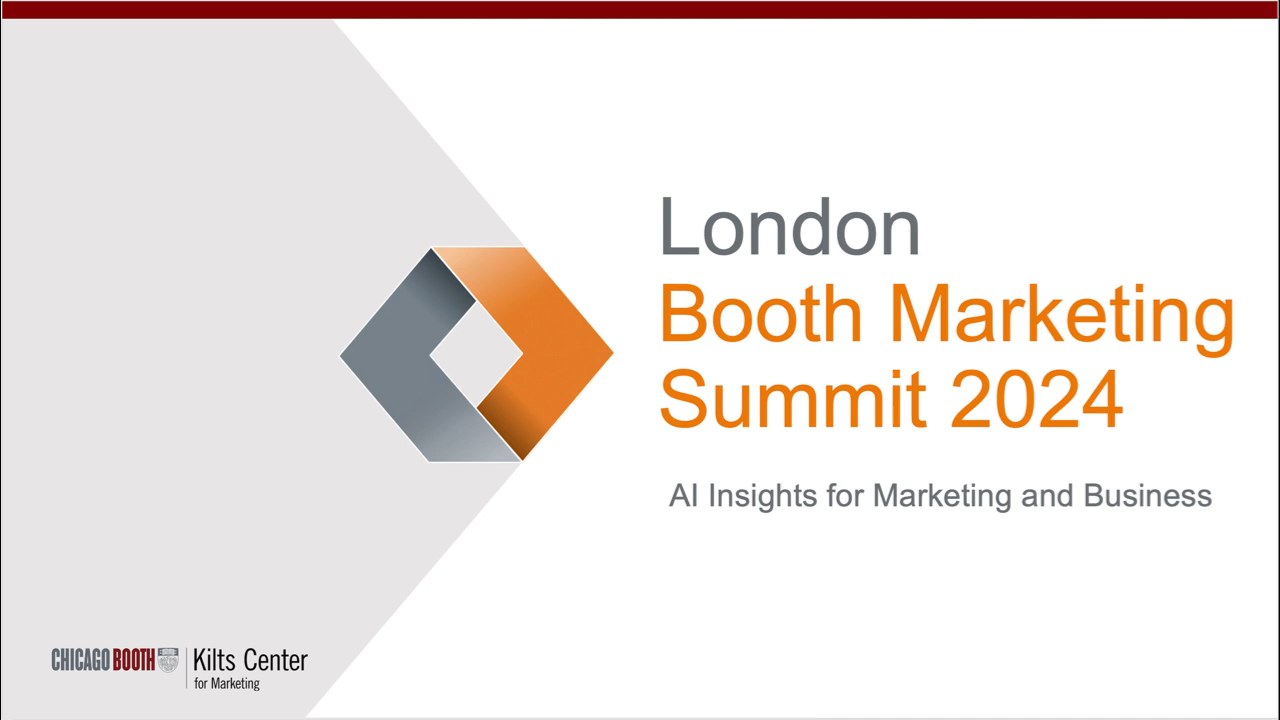 London
Booth Marketing
Summit 2024
AI Insights for Marketing and Business
CHICAGO BOOTH
Kilts Center
for Marketing